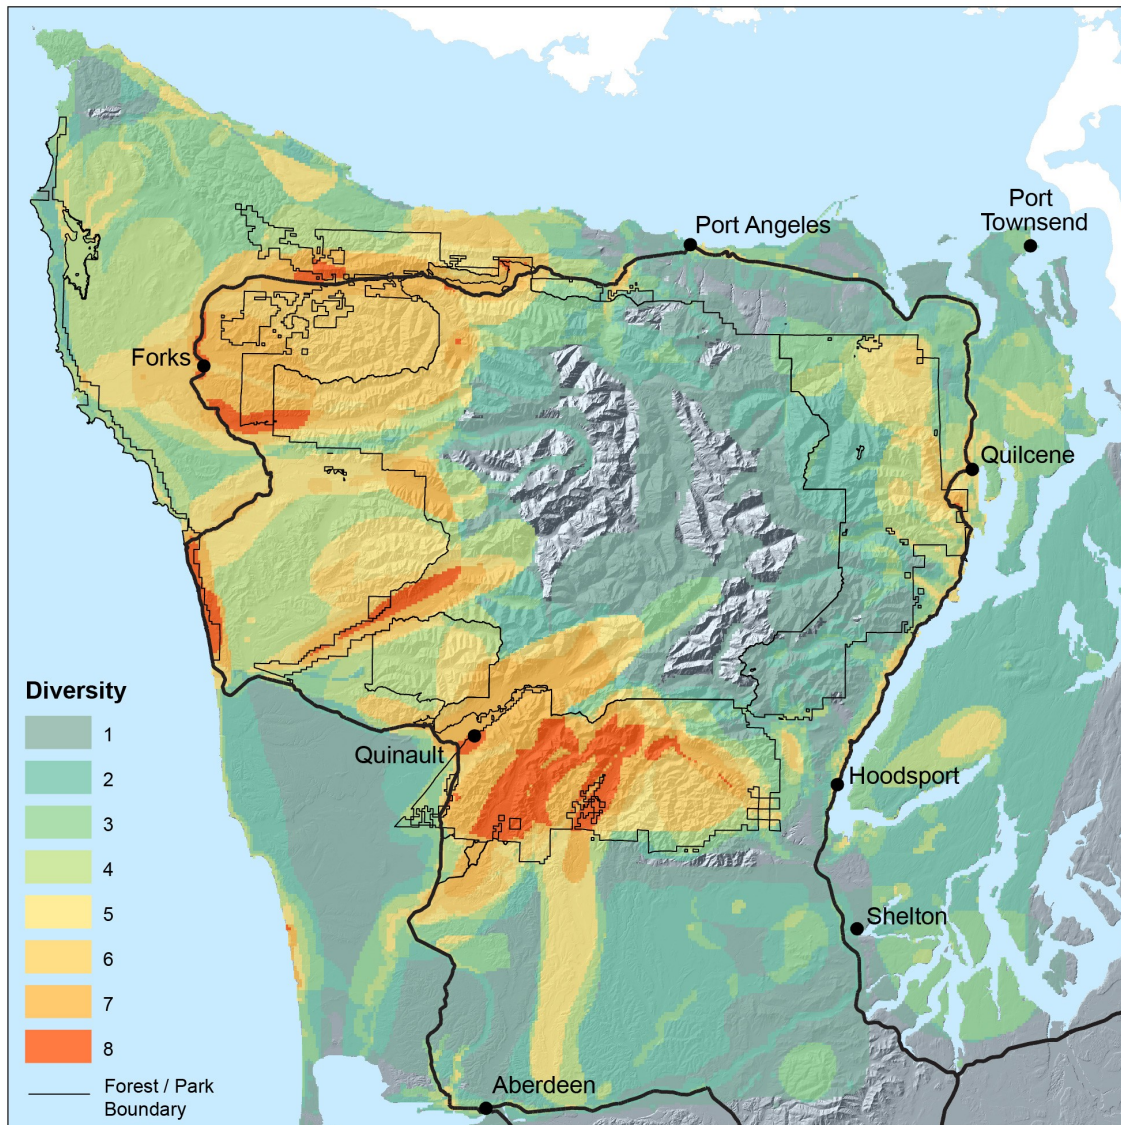 Port Angeles
Port
Townsend
Forks
Quilcene
Quinault
Hoodsport
Shelton
Aberdeen
Diversity
1
2
3
4
5
6
7
8
Forest / Park
Boundary